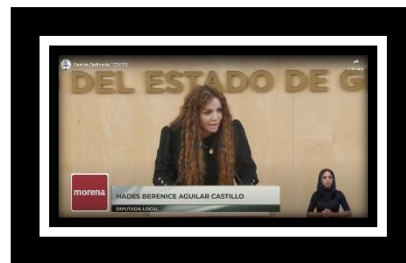 DEL ESTADO DE G
morena
HADES BERENICE AGUILAR CASTILLO
DIPUTADA LOCAL